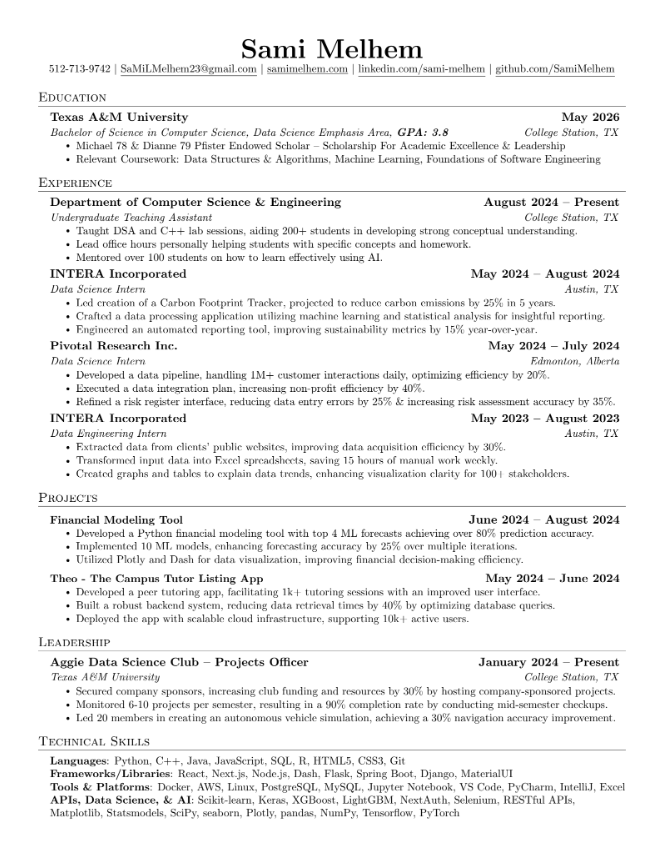 Sami Melhem
512-713-9742 | SaMiLMelhem23@gmail.com | samimelhem.com | linkedin.com/sami-melhem | github.com/SamiMelhem
Education
Texas A&M University May 2026
Bachelor of Science in Computer Science, Data Science Emphasis Area, GPA: 3.8 College Station, TX
• Michael 78 & Dianne 79 Pfister Endowed Scholar – Scholarship For Academic Excellence & Leadership
• Relevant Coursework: Data Structures & Algorithms, Machine Learning, Foundations of Software Engineering
Experience
Department of Computer Science & Engineering August 2024 – Present
Undergraduate Teaching Assistant College Station, TX
• Taught DSA and C++ lab sessions, aiding 200+ students in developing strong conceptual understanding.
• Lead office hours personally helping students with specific concepts and homework.
• Mentored over 100 students on how to learn effectively using AI.
INTERA Incorporated May 2024 – August 2024
Data Science Intern Austin, TX
• Led creation of a Carbon Footprint Tracker, projected to reduce carbon emissions by 25% in 5 years.
• Crafted a data processing application utilizing machine learning and statistical analysis for insightful reporting.
• Engineered an automated reporting tool, improving sustainability metrics by 15% year-over-year.
Pivotal Research Inc. May 2024 – July 2024
Data Science Intern Edmonton, Alberta
• Developed a data pipeline, handling 1M+ customer interactions daily, optimizing efficiency by 20%.
• Executed a data integration plan, increasing non-profit efficiency by 40%.
• Refined a risk register interface, reducing data entry errors by 25% & increasing risk assessment accuracy by 35%.
INTERA Incorporated May 2023 – August 2023
Data Engineering Intern Austin, TX
• Extracted data from clients' public websites, improving data acquisition efficiency by 30%.
• Transformed input data into Excel spreadsheets, saving 15 hours of manual work weekly.
• Created graphs and tables to explain data trends, enhancing visualization clarity for 100+ stakeholders.
Projects
Financial Modeling Tool June 2024 – August 2024
• Developed a Python financial modeling tool with top 4 ML forecasts achieving over 80% prediction accuracy.
• Implemented 10 ML models, enhancing forecasting accuracy by 25% over multiple iterations.
• Utilized Plotly and Dash for data visualization, improving financial decision-making efficiency.
Theo - The Campus Tutor Listing App May 2024 – June 2024
• Developed a peer tutoring app, facilitating 1k+ tutoring sessions with an improved user interface.
• Built a robust backend system, reducing data retrieval times by 40% by optimizing database queries.
• Deployed the app with scalable cloud infrastructure, supporting 10k+ active users.
Leadership
Aggie Data Science Club – Projects Officer January 2024 – Present
Texas A&M University College Station, TX
• Secured company sponsors, increasing club funding and resources by 30% by hosting company-sponsored projects.
• Monitored 6-10 projects per semester, resulting in a 90% completion rate by conducting mid-semester checkups.
• Led 20 members in creating an autonomous vehicle simulation, achieving a 30% navigation accuracy improvement.
Technical Skills
Languages: Python, C++, Java, JavaScript, SQL, R, HTML5, CSS3, Git
Frameworks/Libraries: React, Next.js, Node.js, Dash, Flask, Spring Boot, Django, MaterialUI
Tools & Platforms: Docker, AWS, Linux, PostgreSQL, MySQL, Jupyter Notebook, VS Code, PyCharm, IntelliJ, Excel
APIs, Data Science, & AI: Scikit-learn, Keras, XGBoost, LightGBM, NextAuth, Selenium, RESTful APIs,
Matplotlib, Statsmodels, SciPy, seaborn, Plotly, pandas, NumPy, Tensorflow, PyTorch